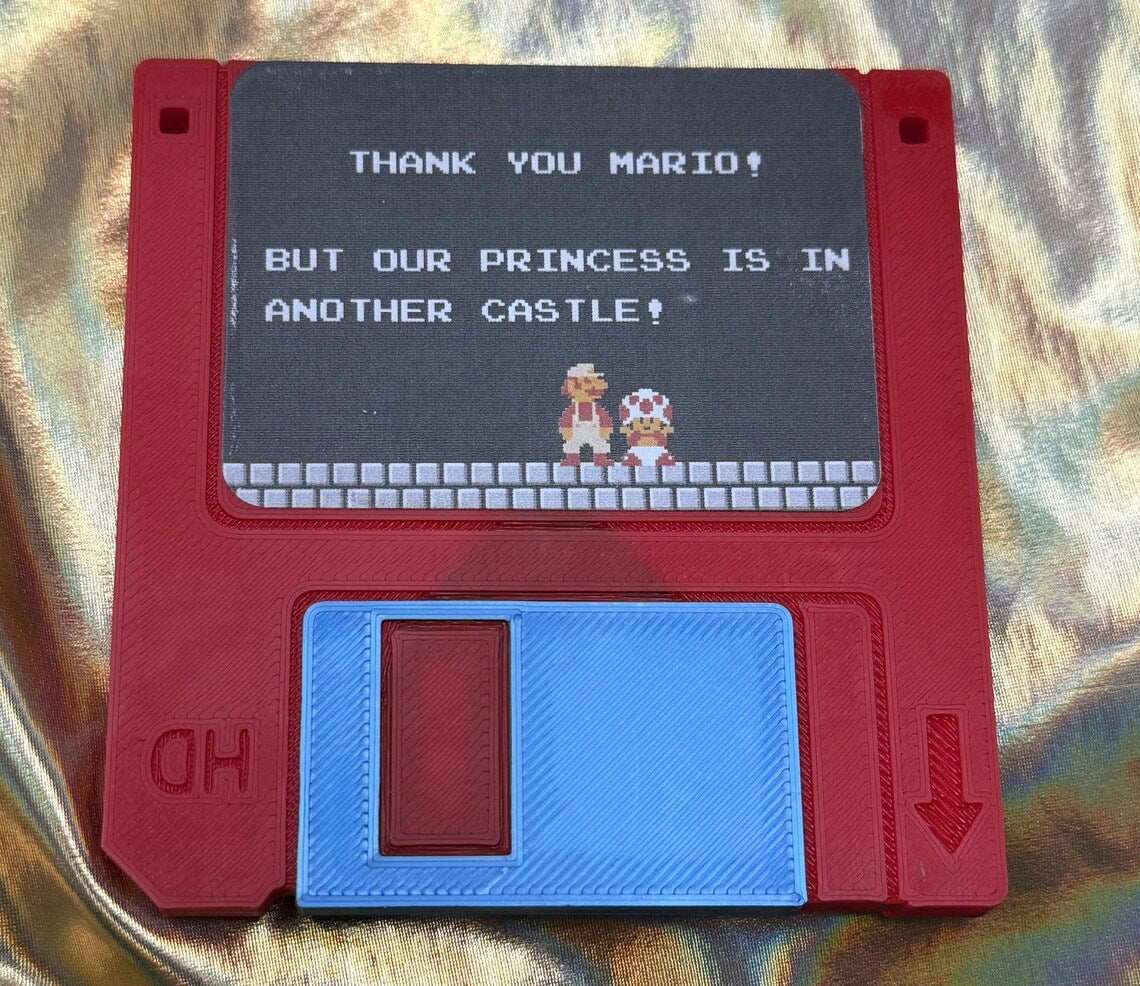 THANK YOU MARIO!
BUT OUR PRINCESS IS IN
ANOTHER CASTLE!
HD